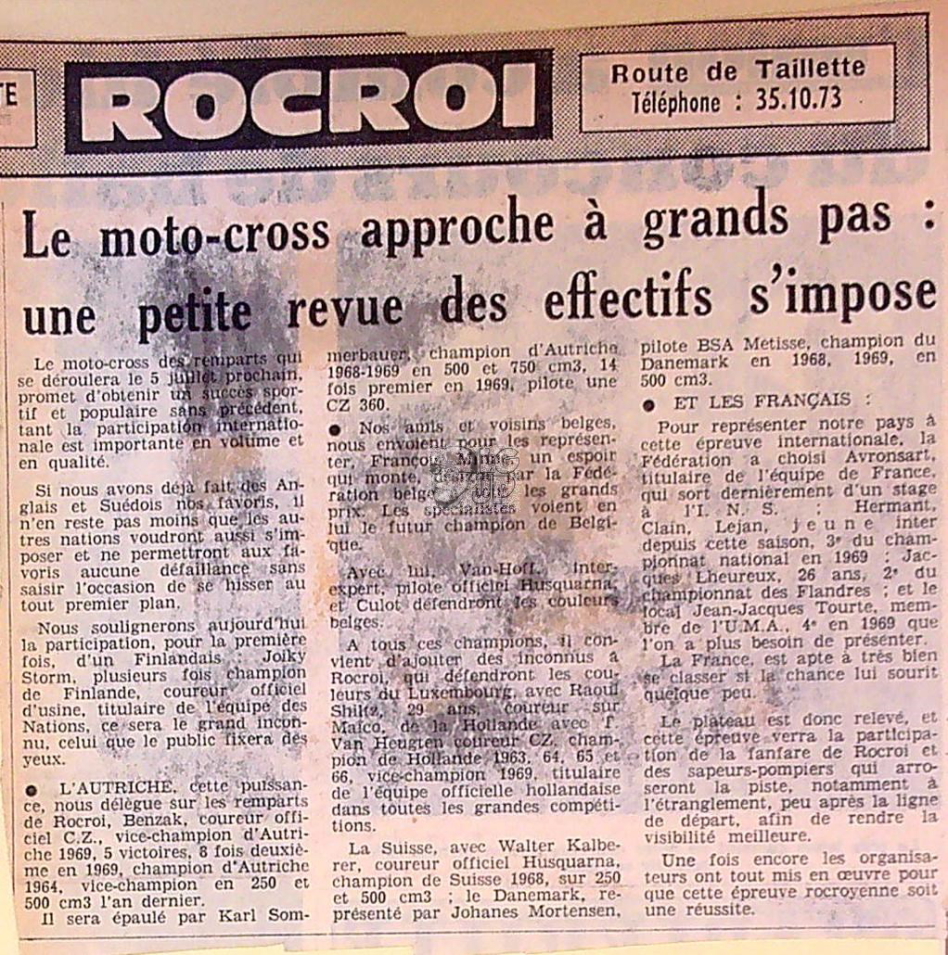 TE
ROCROI
Route de Taillette
Téléphone : 35.10.73
Le moto-cross approche à grands pas :
une petite revue des effectifs s'impose
Le moto-cross des remparts qui
se déroulera le 5 juillet prochain,
promet d'obtenir un succès spor-
tif et populaire sans précédent,
tant la participation internatio-
nale est importante en volume et
en qualité.
Si nous avons déjà fait des An-
glais et Suédois nos favoris, il
n'en reste pas moins que les au-
tres nations voudront aussi s'im-
poser et ne permettront aux fa-
voris aucune défaillance sans
saisir l'occasion de se hisser au
tout premier plan.
Nous soulignerons aujourd'hui
la participation, pour la première
fois, d'un Finlandais : Joiky
Storm, plusieurs fois champion
de Finlande, coureur officiel
d'usine, titulaire de l'équipe des
Nations, ce sera le grand incon-
nu, celui que le public fixera des
yeux.
● L'AUTRICHE, cette puissan-
ce, nous délègue sur les remparts
de Rocroi, Benzak, coureur offi-
ciel C.Z., vice-champion d'Autri-
che 1969, 5 victoires, 8 fois deuxiè-
me en 1969, champion d'Autriche
1964, vice-champion en 250 et
500 cm3 l'an dernier.
Il sera épaulé par Karl Som-
merbauer, champion d'Autriche
1968-1969 en 500 et 750 cm3, 14
fois premier en 1969, pilote une
CZ 360.
● Nos amis et voisins belges,
nous envoient pour les représen-
ter, Françou Minne, un espoir
qui monte, désigné par la Fédé-
ration belge les grands
prix. Les voient en
spécialistes
lui le futur champion de Belgi-
que.
Avec lui, Van-Hoff, inter-
expert, pilote officiel Husquarna,
et Culot défendront les couleurs
belges.
A tous ces champions, il con-
vient d'ajouter des inconnus à
Rocroi, qui défendront les cou-
leurs du Luxembourg, avec Raoul
Shiltz, 29 ans, coureur sur
Maïco, de la Hollande avec T.
Van Heugten coureur CZ, cham-
pion de Hollande 1963, 64, 65 et
66, vice-champion 1969, titulaire
de l'équipe officielle hollandaise
dans toutes les grandes compéti-
tions.
La Suisse, avec Walter Kalbe-
rer, coureur officiel Husquarna,
champion de Suisse 1968, sur 250
et 500 cm3 ; le Danemark, re-
présenté par Johanes Mortensen,
pilote BSA Métisse, champion du
Danemark en 1968, 1969, en
500 cm3.
● ET LES FRANÇAIS :
Pour représenter notre pays à
cette épreuve internationale, la
Fédération a choisi Avronsart,
titulaire de l'équipe de France,
qui sort dernièrement d'un stage
à l'I. N. S. ; Hermant,
Clain, Lejan, jeune inter
depuis cette saison, 3e du cham-
pionnat national en 1969 ; Jac-
ques Lheureux, 26 ans, 2e du
championnat des Flandres ; et le
local Jean-Jacques Tourte, mem-
bre de l'U.M.A., 4e en 1969 que
l'on a plus besoin de présenter.
La France, est apte à très bien
se classer si la chance lui sourit
quelque peu.
Le plateau est donc relevé, et
cette épreuve verra la participa-
tion de la fanfare de Rocroi et
des sapeurs-pompiers qui arro-
seront la piste, notamment à
l'étranglement, peu après la ligne
de départ, afin de rendre la
visibilité meilleure.
Une fois encore les organisa-
teurs ont tout mis en œuvre pour
que cette épreuve rocroyenne soit
une réussite.